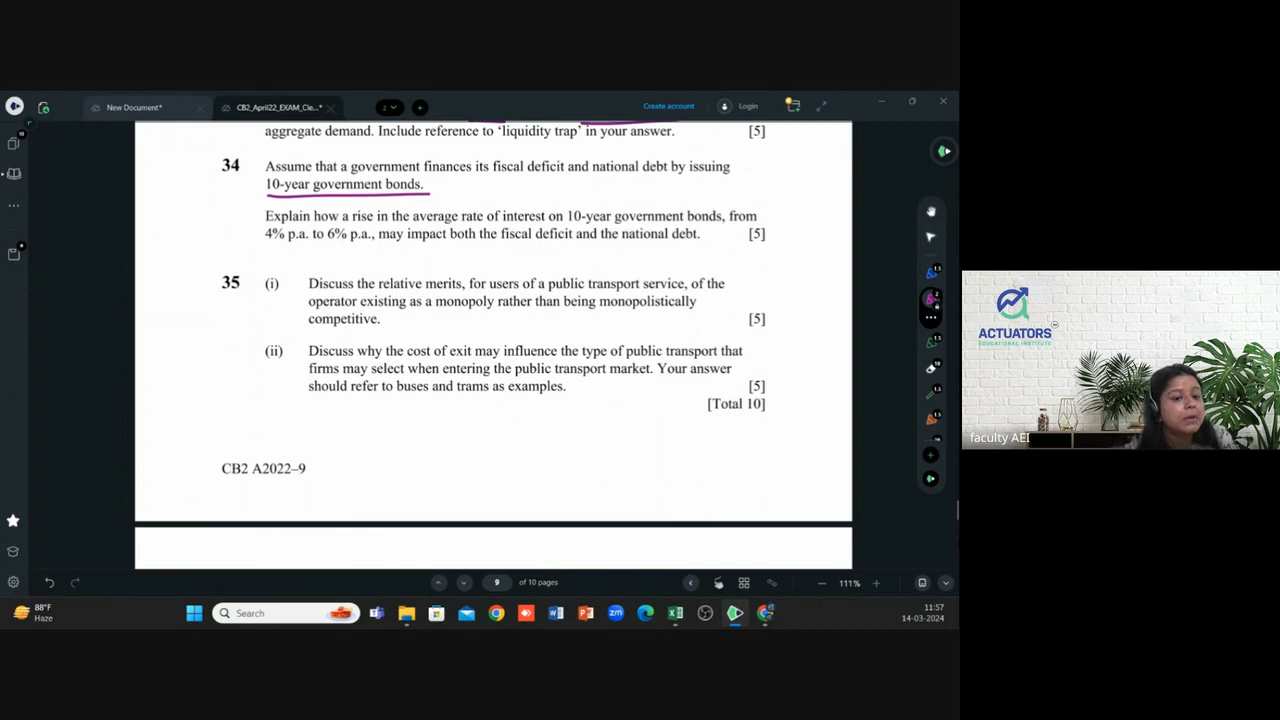 New Document*
CB2_April22_EXAM_Cle...*
2
Create account
Login
aggregate demand. Include reference to 'liquidity trap' in your answer. [5]
34 Assume that a government finances its fiscal deficit and national debt by issuing
10-year government bonds.
Explain how a rise in the average rate of interest on 10-year government bonds, from
4% p.a. to 6% p.a., may impact both the fiscal deficit and the national debt. [5]
35 (i) Discuss the relative merits, for users of a public transport service, of the
operator existing as a monopoly rather than being monopolistically
competitive. [5]
(ii) Discuss why the cost of exit may influence the type of public transport that
firms may select when entering the public transport market. Your answer
should refer to buses and trams as examples. [5]
[Total 10]
CB2 A2022–9
9 of 10 pages
111%
88°F
Haze
Search
11:57
14-03-2024
ACTUATORS
EDUCATIONAL INSTITUTE
faculty AEI